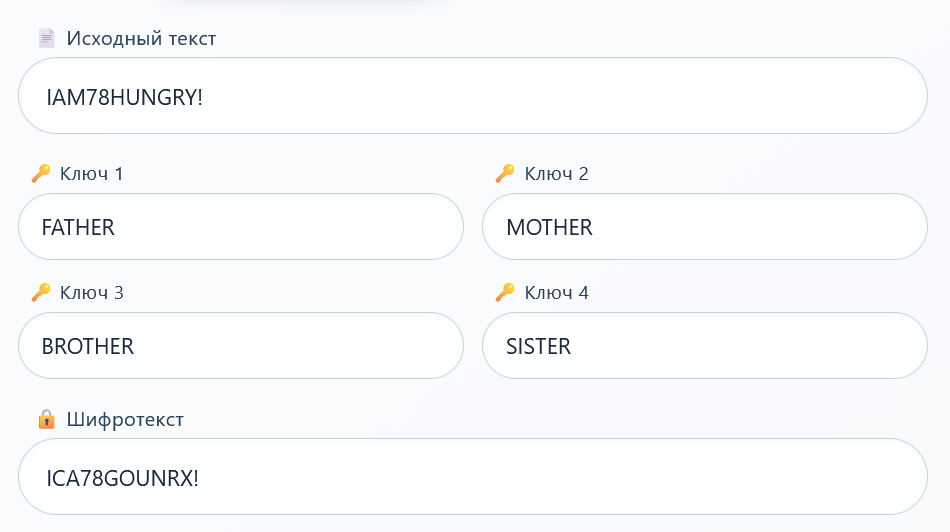 Исходный текст
IAM78HUNGRY!
Ключ 1
Ключ 2
FATHER
MOTHER
Ключ 3
Ключ 4
BROTHER
SISTER
Шифротекст
ICA78GOUNRX!